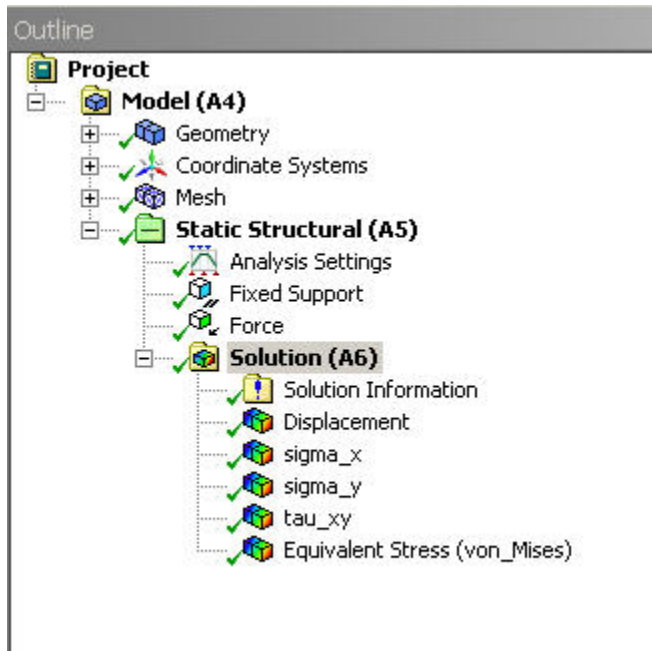 Outline
Project
Model (A4)
Geometry
Coordinate Systems
Mesh
Static Structural (A5)
Analysis Settings
Fixed Support
Force
Solution (A6)
Solution Information
Displacement
sigma_x
sigma_y
tau_xy
Equivalent Stress (von_Mises)